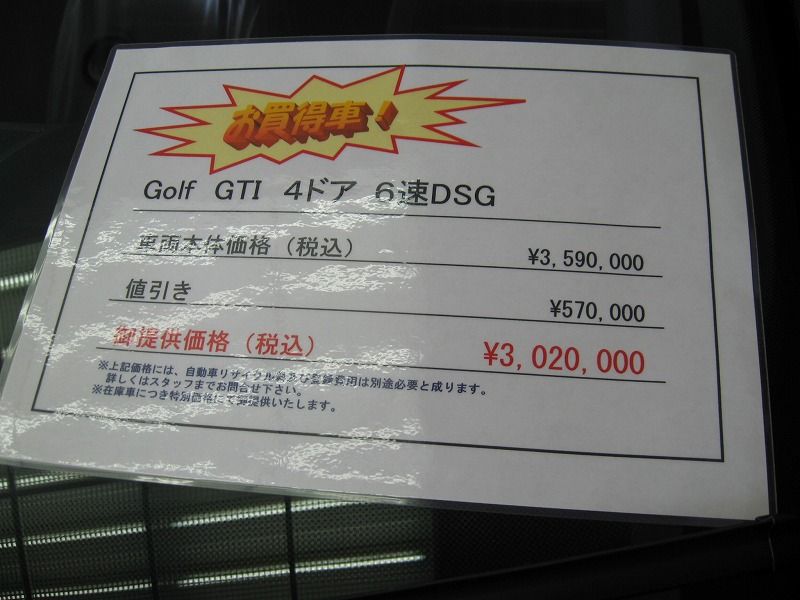 お買得車!
Golf GTI 4ドア 6速DSG
車両本体価格(税込) ¥3,590,000
値引き ¥570,000
御提供価格(税込) ¥3,020,000
※上記価格には、自動車リサイクル券及び登録費用は別途必要と成ります。
詳しくはスタッフまでお問合せ下さい。
※在庫車につき特別価格にて御提供いたします。